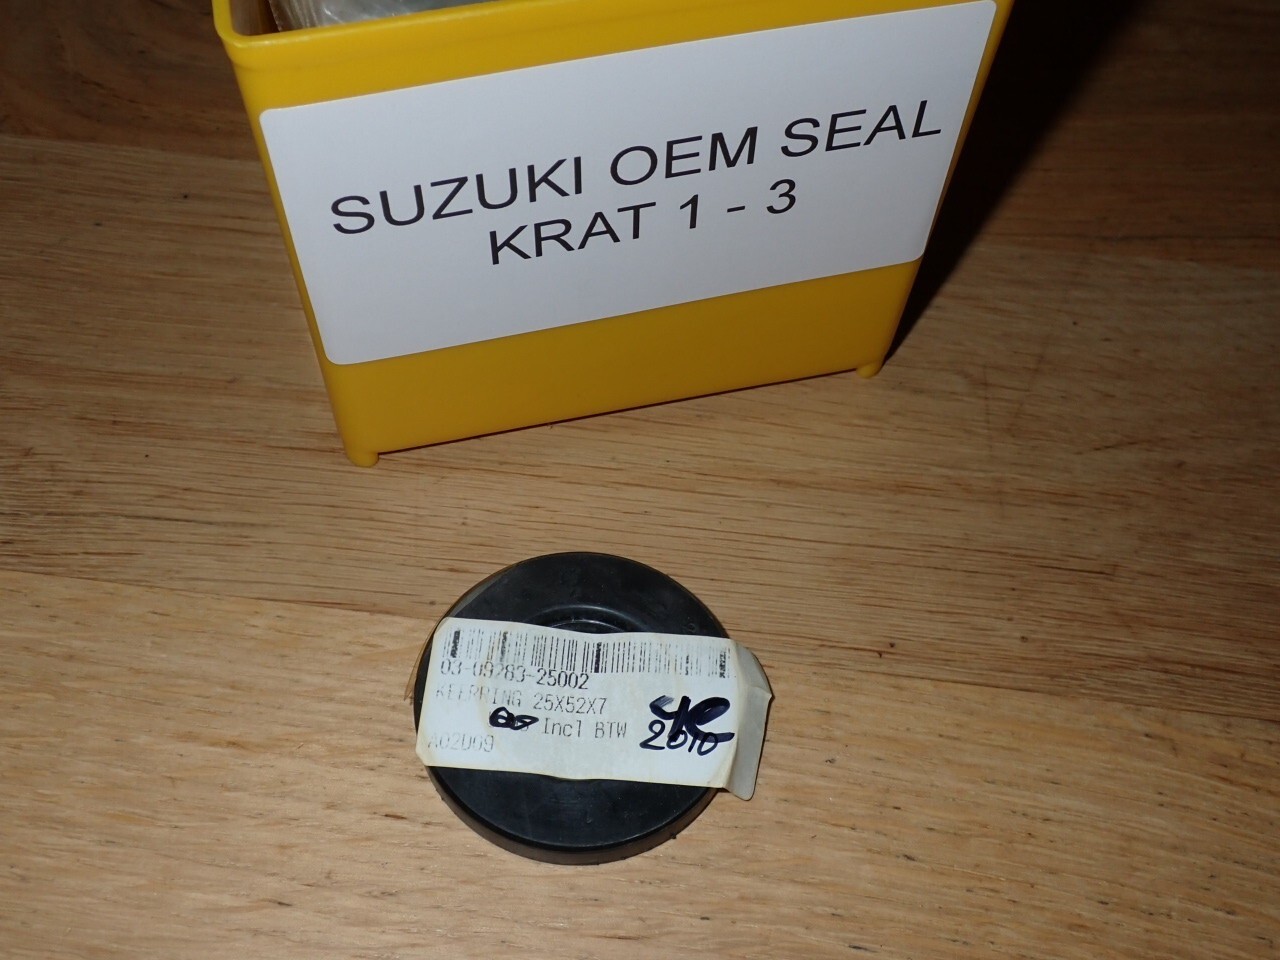 SUZUKI OEM SEAL
KRAT 1 - 3
03-09283-25002
KEERRING 25X52X7
Incl BTW
2010
A02009